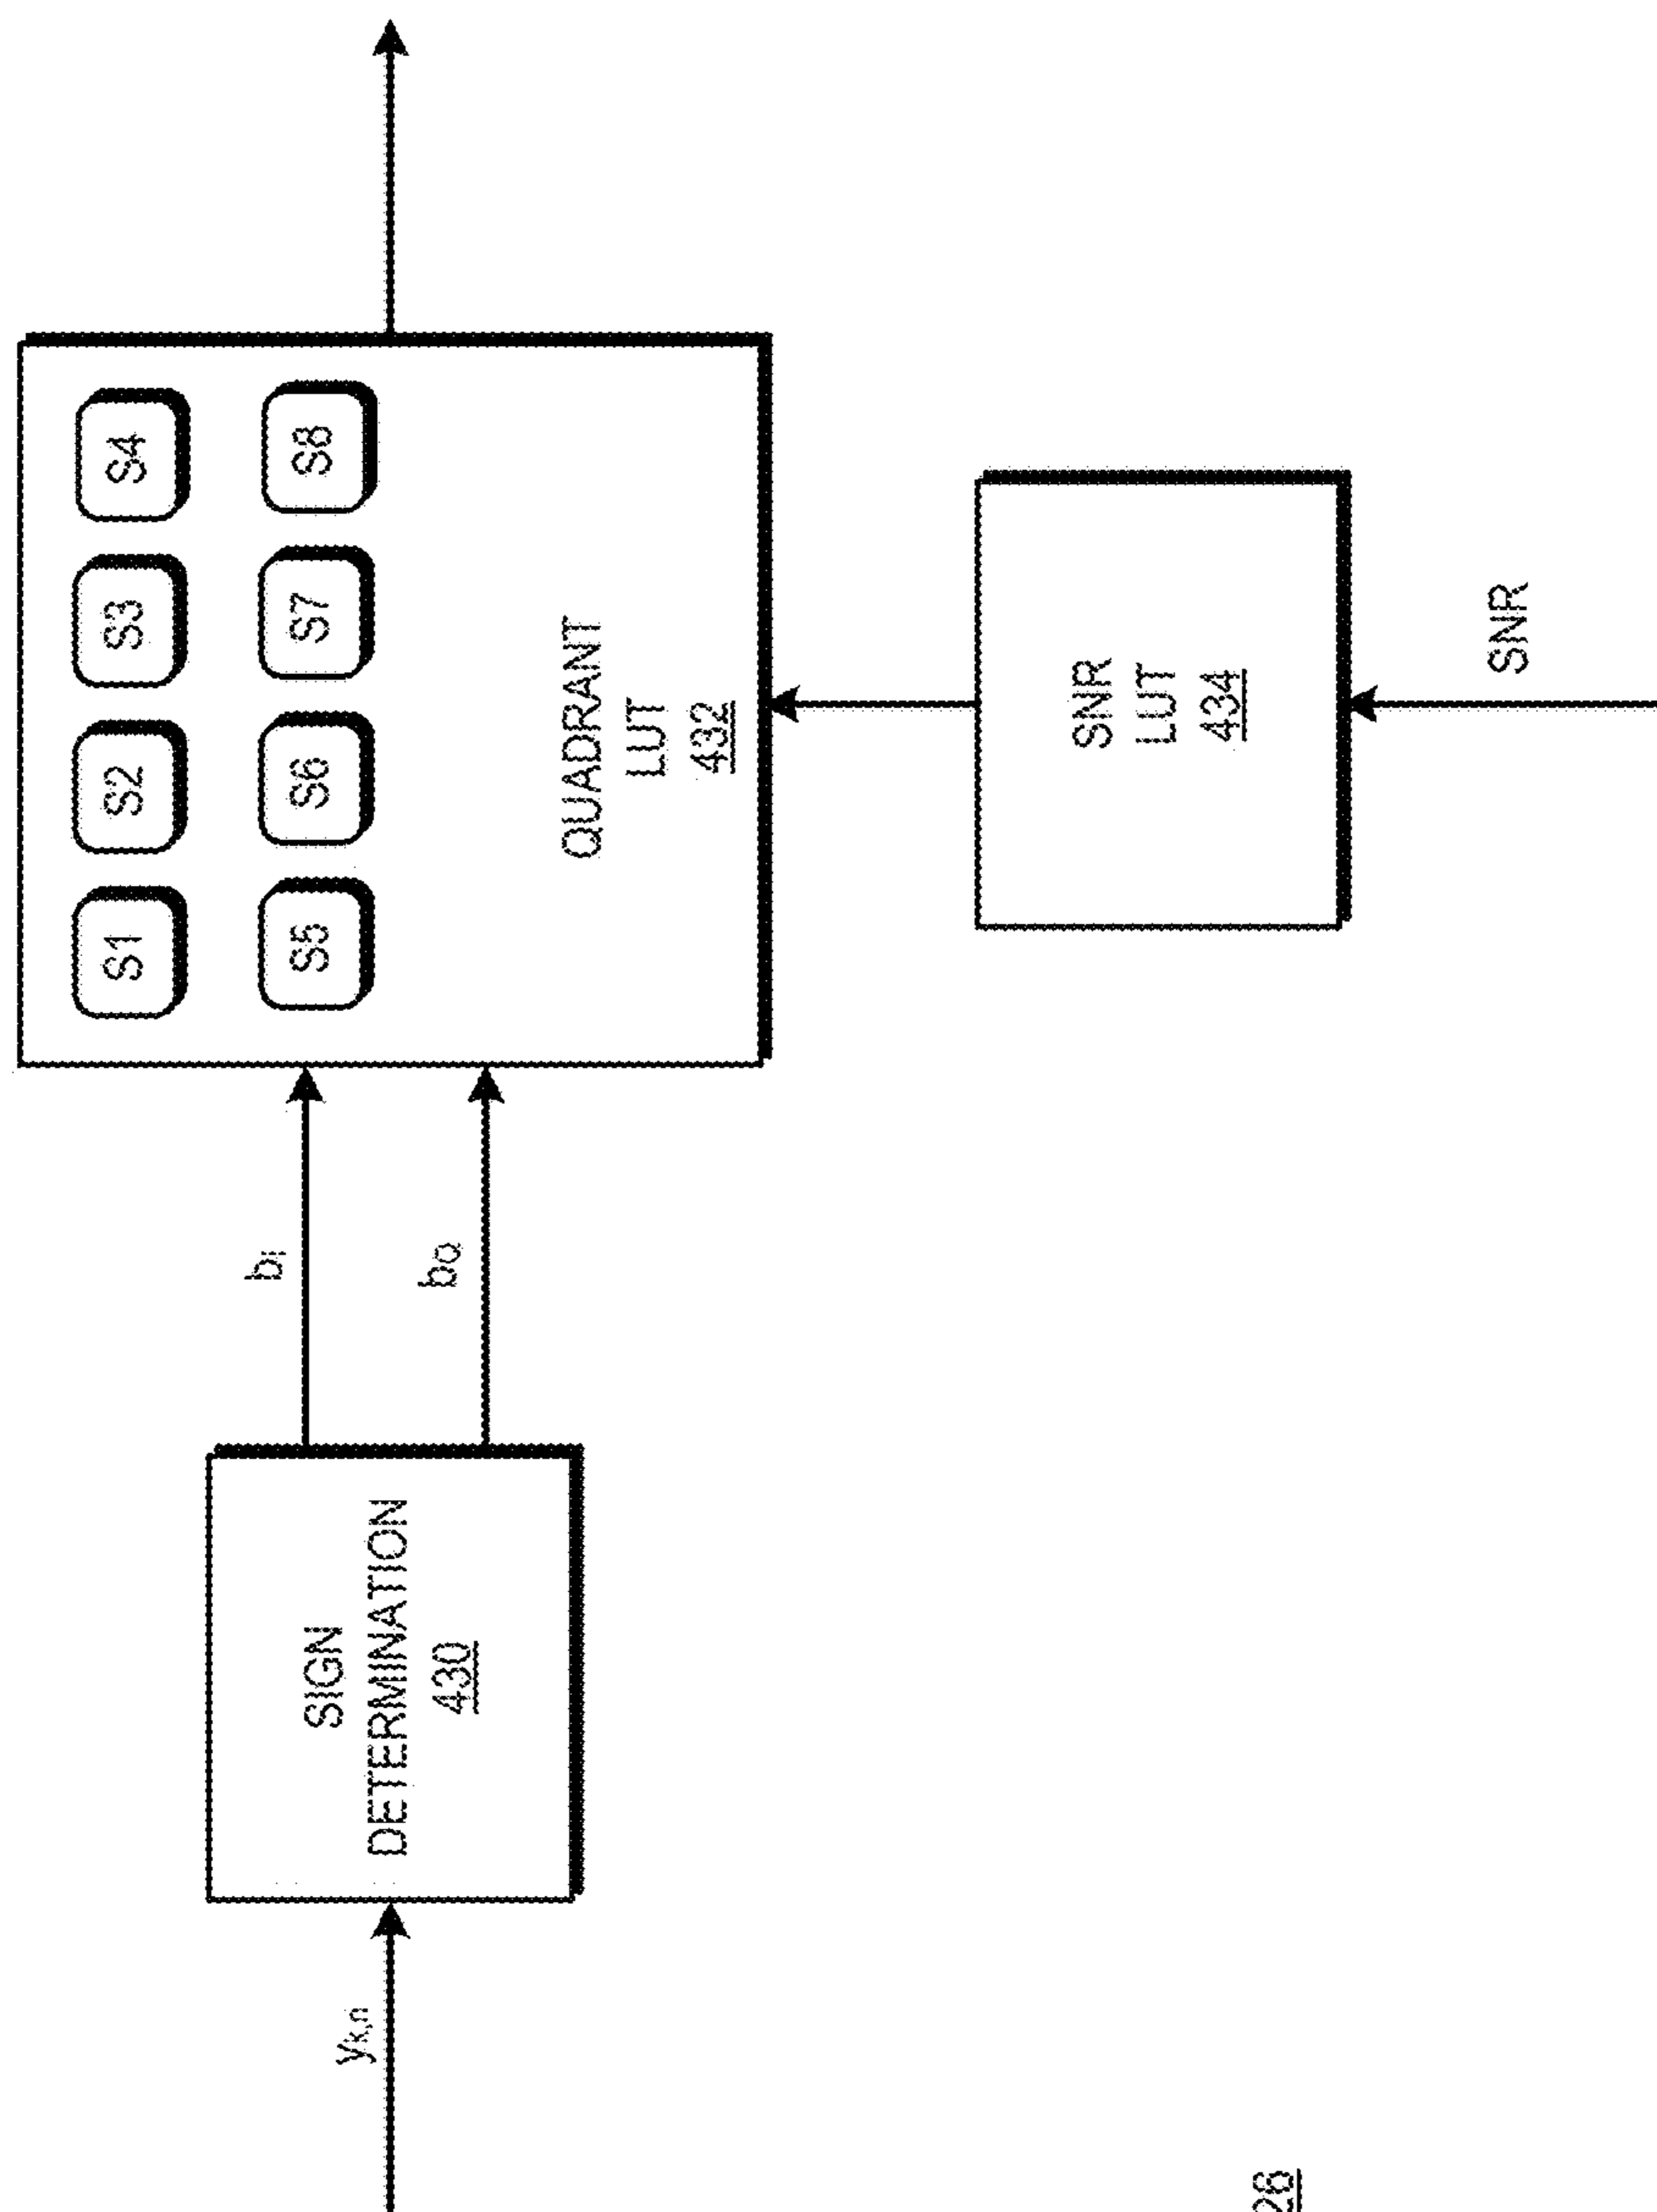 yk,n
SIGN
DETERMINATION
430
bI
bQ
S1 S2 S3 S4
S5 S6 S7 S8
QUADRANT
LUT
432
SNR
LUT
434
SNR